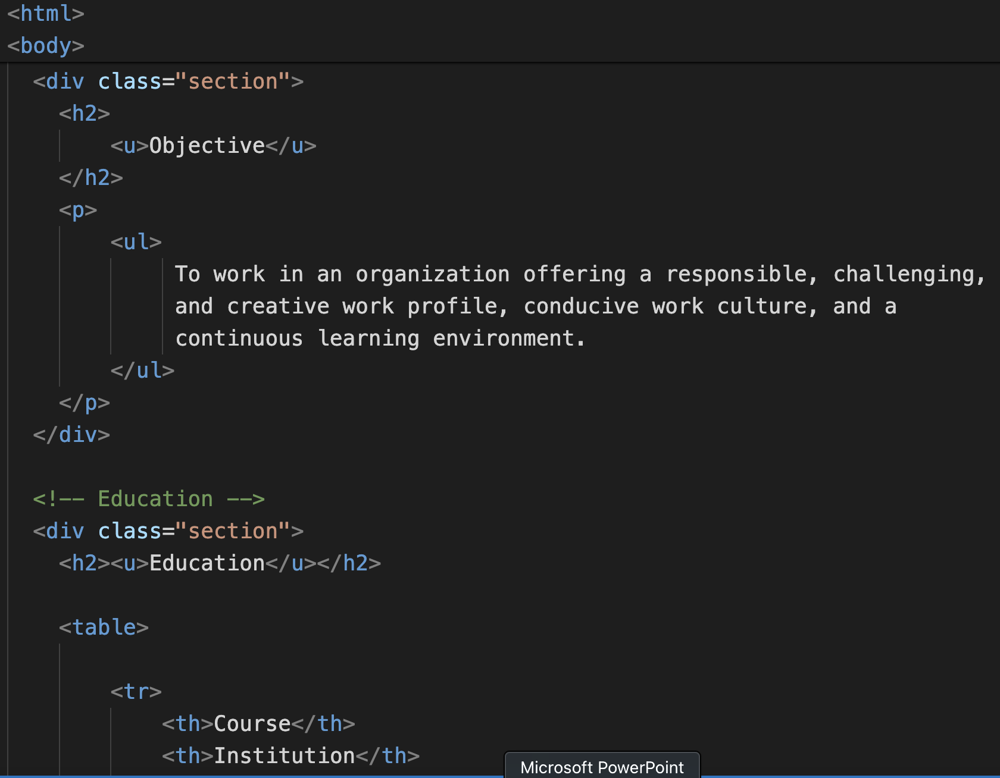 <html>
<body>
<div class="section">
<h2>
<u>Objective</u>
</h2>
<p>
<ul>
To work in an organization offering a responsible, challenging,
and creative work profile, conducive work culture, and a
continuous learning environment.
</ul>
</p>
</div>
<!-- Education -->
<div class="section">
<h2><u>Education</u></h2>
<table>
<tr>
<th>Course</th>
<th>Institution</th>
Microsoft PowerPoint